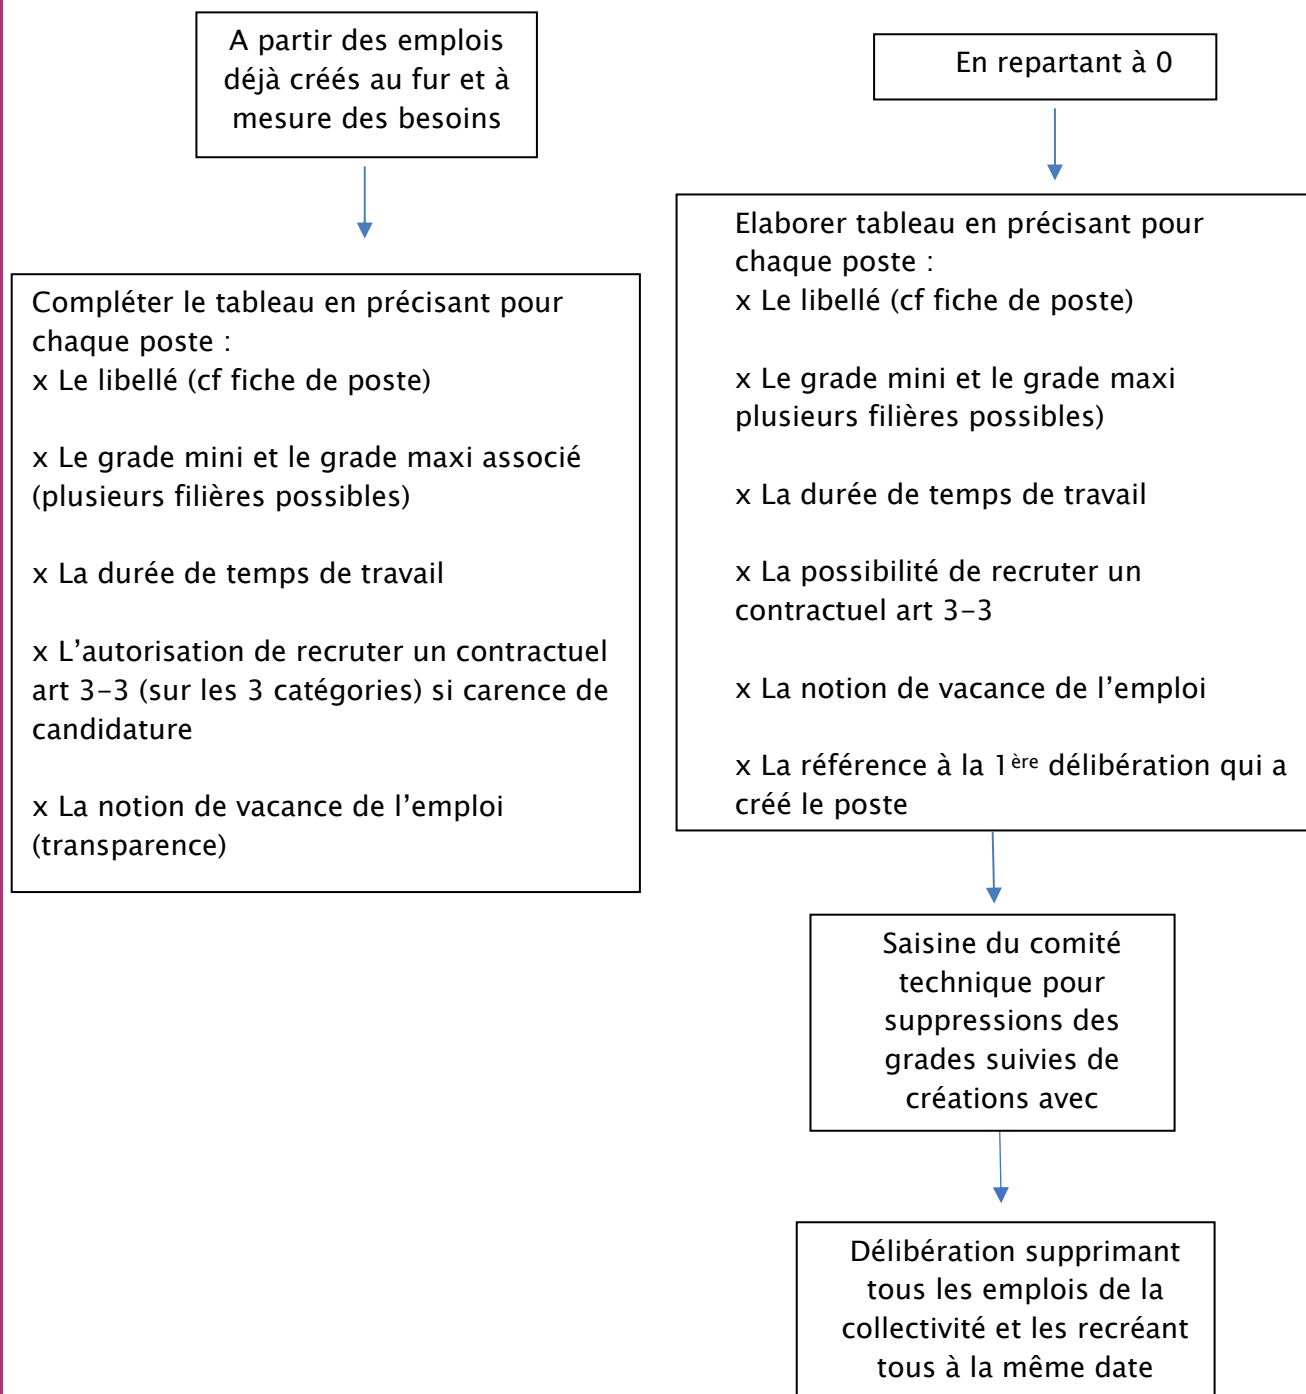 A partir des emplois
déjà créés au fur et à
mesure des besoins
Compléter le tableau en précisant pour
chaque poste :
x Le libellé (cf fiche de poste)
x Le grade mini et le grade maxi associé
(plusieurs filières possibles)
x La durée de temps de travail
x L’autorisation de recruter un contractuel
art 3-3 (sur les 3 catégories) si carence de
candidature
x La notion de vacance de l’emploi
(transparence)
En repartant à 0
Elaborer tableau en précisant pour
chaque poste :
x Le libellé (cf fiche de poste)
x Le grade mini et le grade maxi
plusieurs filières possibles)
x La durée de temps de travail
x La possibilité de recruter un
contractuel art 3-3
x La notion de vacance de l’emploi
x La référence à la 1ère délibération qui a
créé le poste
Saisine du comité
technique pour
suppressions des
grades suivies de
créations avec
Délibération supprimant
tous les emplois de la
collectivité et les recréant
tous à la même date